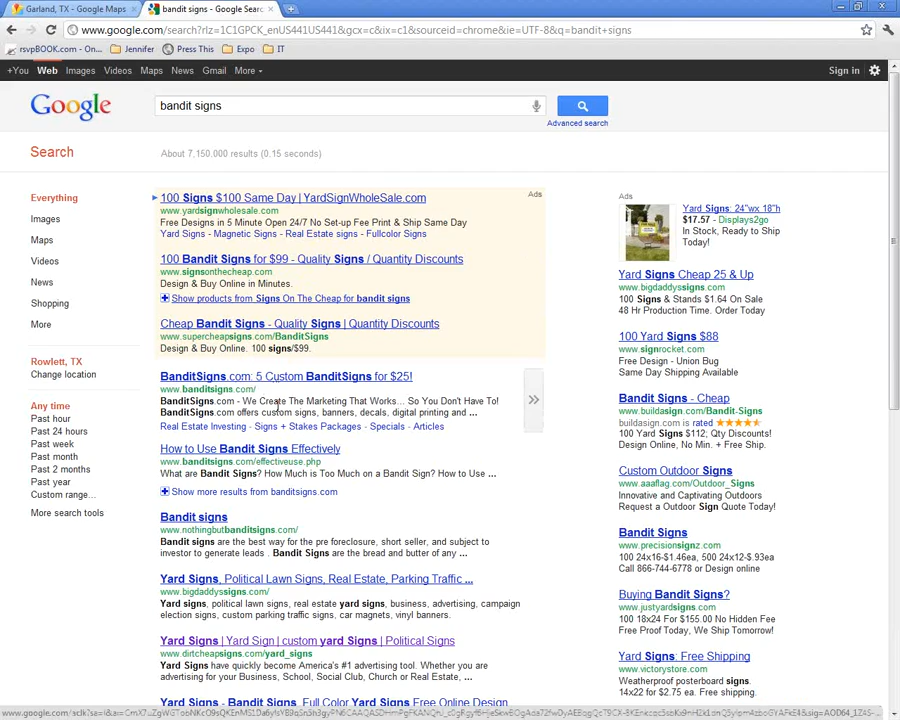 Garland, TX - Google Maps
bandit signs - Google Searc
www.google.com/search?rlz=1C1GPCK_enUS441US441&gcx=c&ix=c1&sourceid=chrome&ie=UTF-8&q=bandit+signs
rsvpBOOK.com - On... Jennifer Press This Expo IT
+You Web Images Videos Maps News Gmail More Sign in
Google
bandit signs
Advanced search
Search
About 7,150,000 results (0.15 seconds)
Everything
Images
Maps
Videos
News
Shopping
More
Rowlett, TX
Change location
Any time
Past hour
Past 24 hours
Past week
Past month
Past 2 months
Past year
Custom range...
More search tools
Ads
100 Signs $100 Same Day | YardSignWholeSale.com
www.yardsignwholesale.com
Free Designs in 5 Minute Open 24/7 No Set-up Fee Print & Ship Same Day
Yard Signs - Magnetic Signs - Real Estate signs - Fullcolor Signs
100 Bandit Signs for $99 - Quality Signs / Quantity Discounts
www.signsonthecheap.com
Design & Buy Online in Minutes.
Show products from Signs On The Cheap for bandit signs
Cheap Bandit Signs - Quality Signs | Quantity Discounts
www.supercheapsigns.com/BanditSigns
Design & Buy Online. 100 signs/$99.
BanditSigns.com: 5 Custom BanditSigns for $25!
www.banditsigns.com/
BanditSigns.com - We Create The Marketing That Works... So You Don't Have To!
BanditSigns.com offers custom signs, banners, decals, digital printing and ...
Real Estate Investing - Signs + Stakes Packages - Specials - Articles
How to Use Bandit Signs Effectively
www.banditsigns.com/effectiveuse.php
What are Bandit Signs? How Much is Too Much on a Bandit Sign? How to Use ...
Show more results from banditsigns.com
Bandit signs
www.nothingbutbanditsigns.com/
Bandit signs are the best way for the pre foreclosure, short seller, and subject to
investor to generate leads . Bandit Signs are the bread and butter of any ...
Yard Signs, Political Lawn Signs, Real Estate, Parking Traffic ...
www.bigdaddyssigns.com/
Yard signs, political lawn signs, real estate yard signs, business, advertising, campaign
election signs, custom parking traffic signs, car magnets, vinyl banners.
Yard Signs | Yard Sign | custom yard Signs | Political Signs
www.dirtcheapsigns.com/yard_signs
Yard Signs have quickly become America's #1 advertising tool. Whether you are
advertising for your Business, School, Social Club, Church or Real Estate, ...
Yard Signs - Bandit Signs, Full Color Yard Signs Free Online Design
Ads
Yard Signs: 24"wx 18"h
$17.57 - Displays2go
In Stock, Ready to Ship
Today!
Yard Signs Cheap 25 & Up
www.bigdaddyssigns.com
100 Signs & Stands $1.64 On Sale
48 Hr Production Time. Order Today
100 Yard Signs $88
www.signrocket.com
Free Design - Union Bug
Same Day Shipping Available
Bandit Signs - Cheap
www.buildasign.com/Bandit-Signs
buildasign.com is rated
100 Yard Signs $112; Qty Discounts!
Design Online, No Min. + Free Ship.
Custom Outdoor Signs
www.aaaflag.com/Outdoor_Signs
Innovative and Captivating Outdoors
Request a Outdoor Sign Quote Today!
Bandit Signs
www.precisionsignz.com
100 24x16-$1.46ea, 500 24x12-$.93ea
Call 866-744-6778 or Design online
Buying Bandit Signs?
www.justyardsigns.com
100 18x24 For $155.00 No Hidden Fee
Free Proof Today, We Ship Tomorrow!
Yard Signs: Free Shipping
www.victorystore.com
Weatherproof posterboard signs.
14x22 for $2.75 ea. Free shipping.